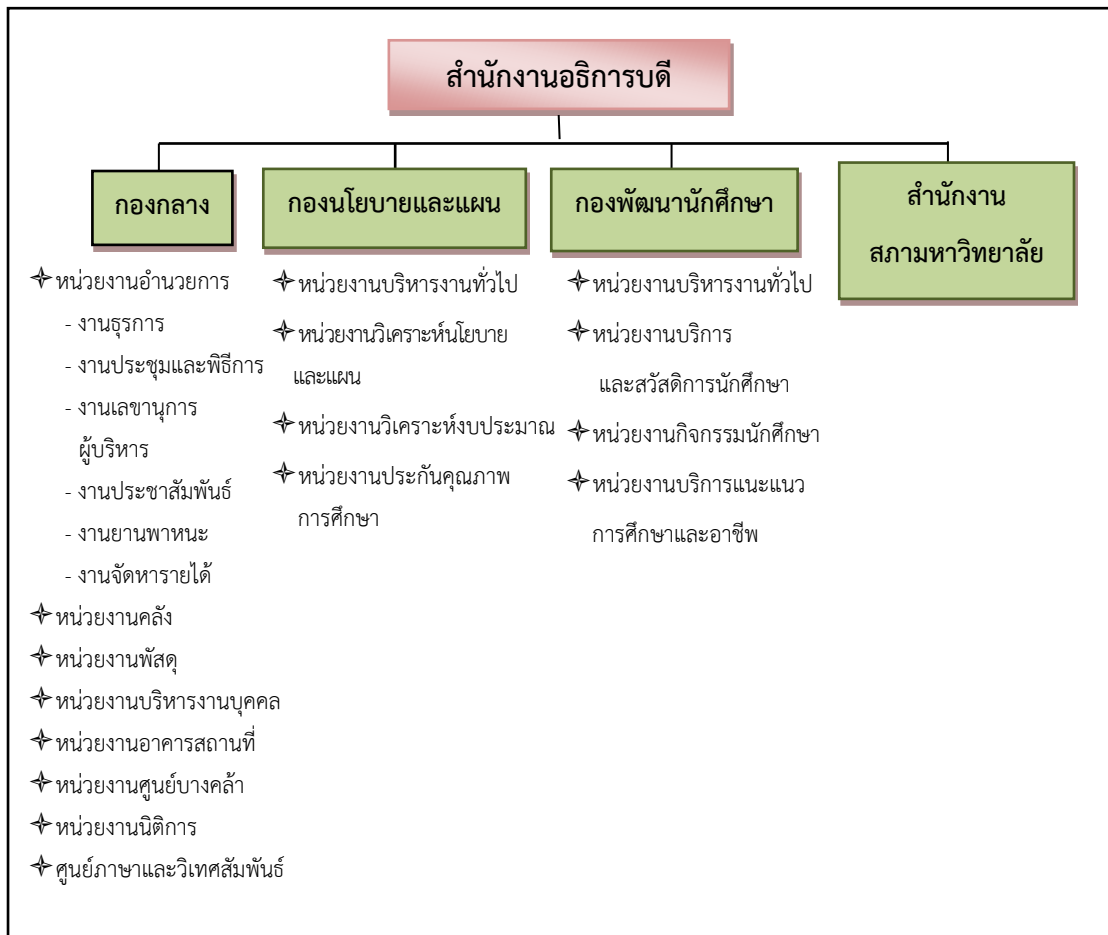 สำนักงานอธิการบดี
กองกลาง
หน่วยงานอำนวยการ
- งานธุรการ
- งานประชุมและพิธีการ
- งานเลขานุการ
ผู้บริหาร
- งานประชาสัมพันธ์
- งานยานพาหนะ
- งานจัดหารายได้
หน่วยงานคลัง
หน่วยงานพัสดุ
หน่วยงานบริหารงานบุคคล
หน่วยงานอาคารสถานที่
หน่วยงานศูนย์บางคล้า
หน่วยงานนิติการ
ศูนย์ภาษาและวิเทศสัมพันธ์
กองนโยบายและแผน
หน่วยงานบริหารงานทั่วไป
หน่วยงานวิเคราะห์นโยบาย
และแผน
หน่วยงานวิเคราะห์งบประมาณ
หน่วยงานประกันคุณภาพ
การศึกษา
กองพัฒนานักศึกษา
หน่วยงานบริหารงานทั่วไป
หน่วยงานบริการ
และสวัสดิการนักศึกษา
หน่วยงานกิจกรรมนักศึกษา
หน่วยงานบริการแนะแนว
การศึกษาและอาชีพ
สำนักงาน
สภามหาวิทยาลัย